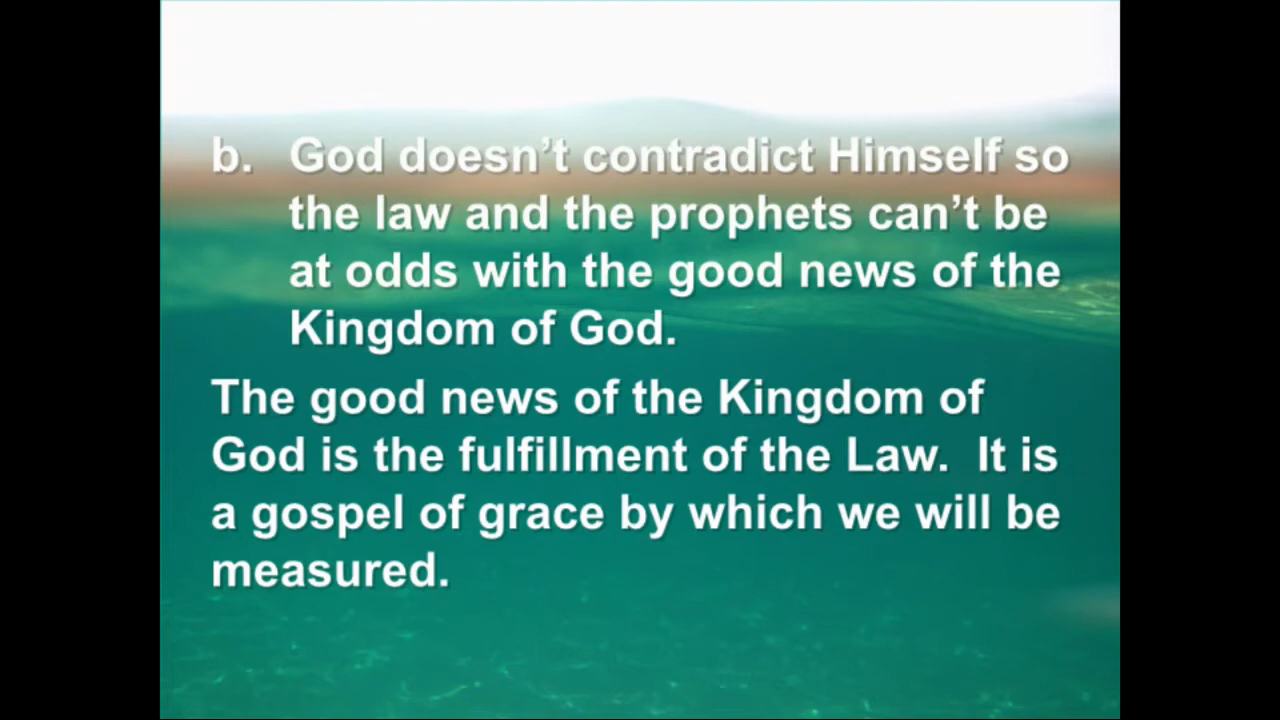 b. God doesn’t contradict Himself so
the law and the prophets can’t be
at odds with the good news of the
Kingdom of God.
The good news of the Kingdom of
God is the fulfillment of the Law. It is
a gospel of grace by which we will be
measured.